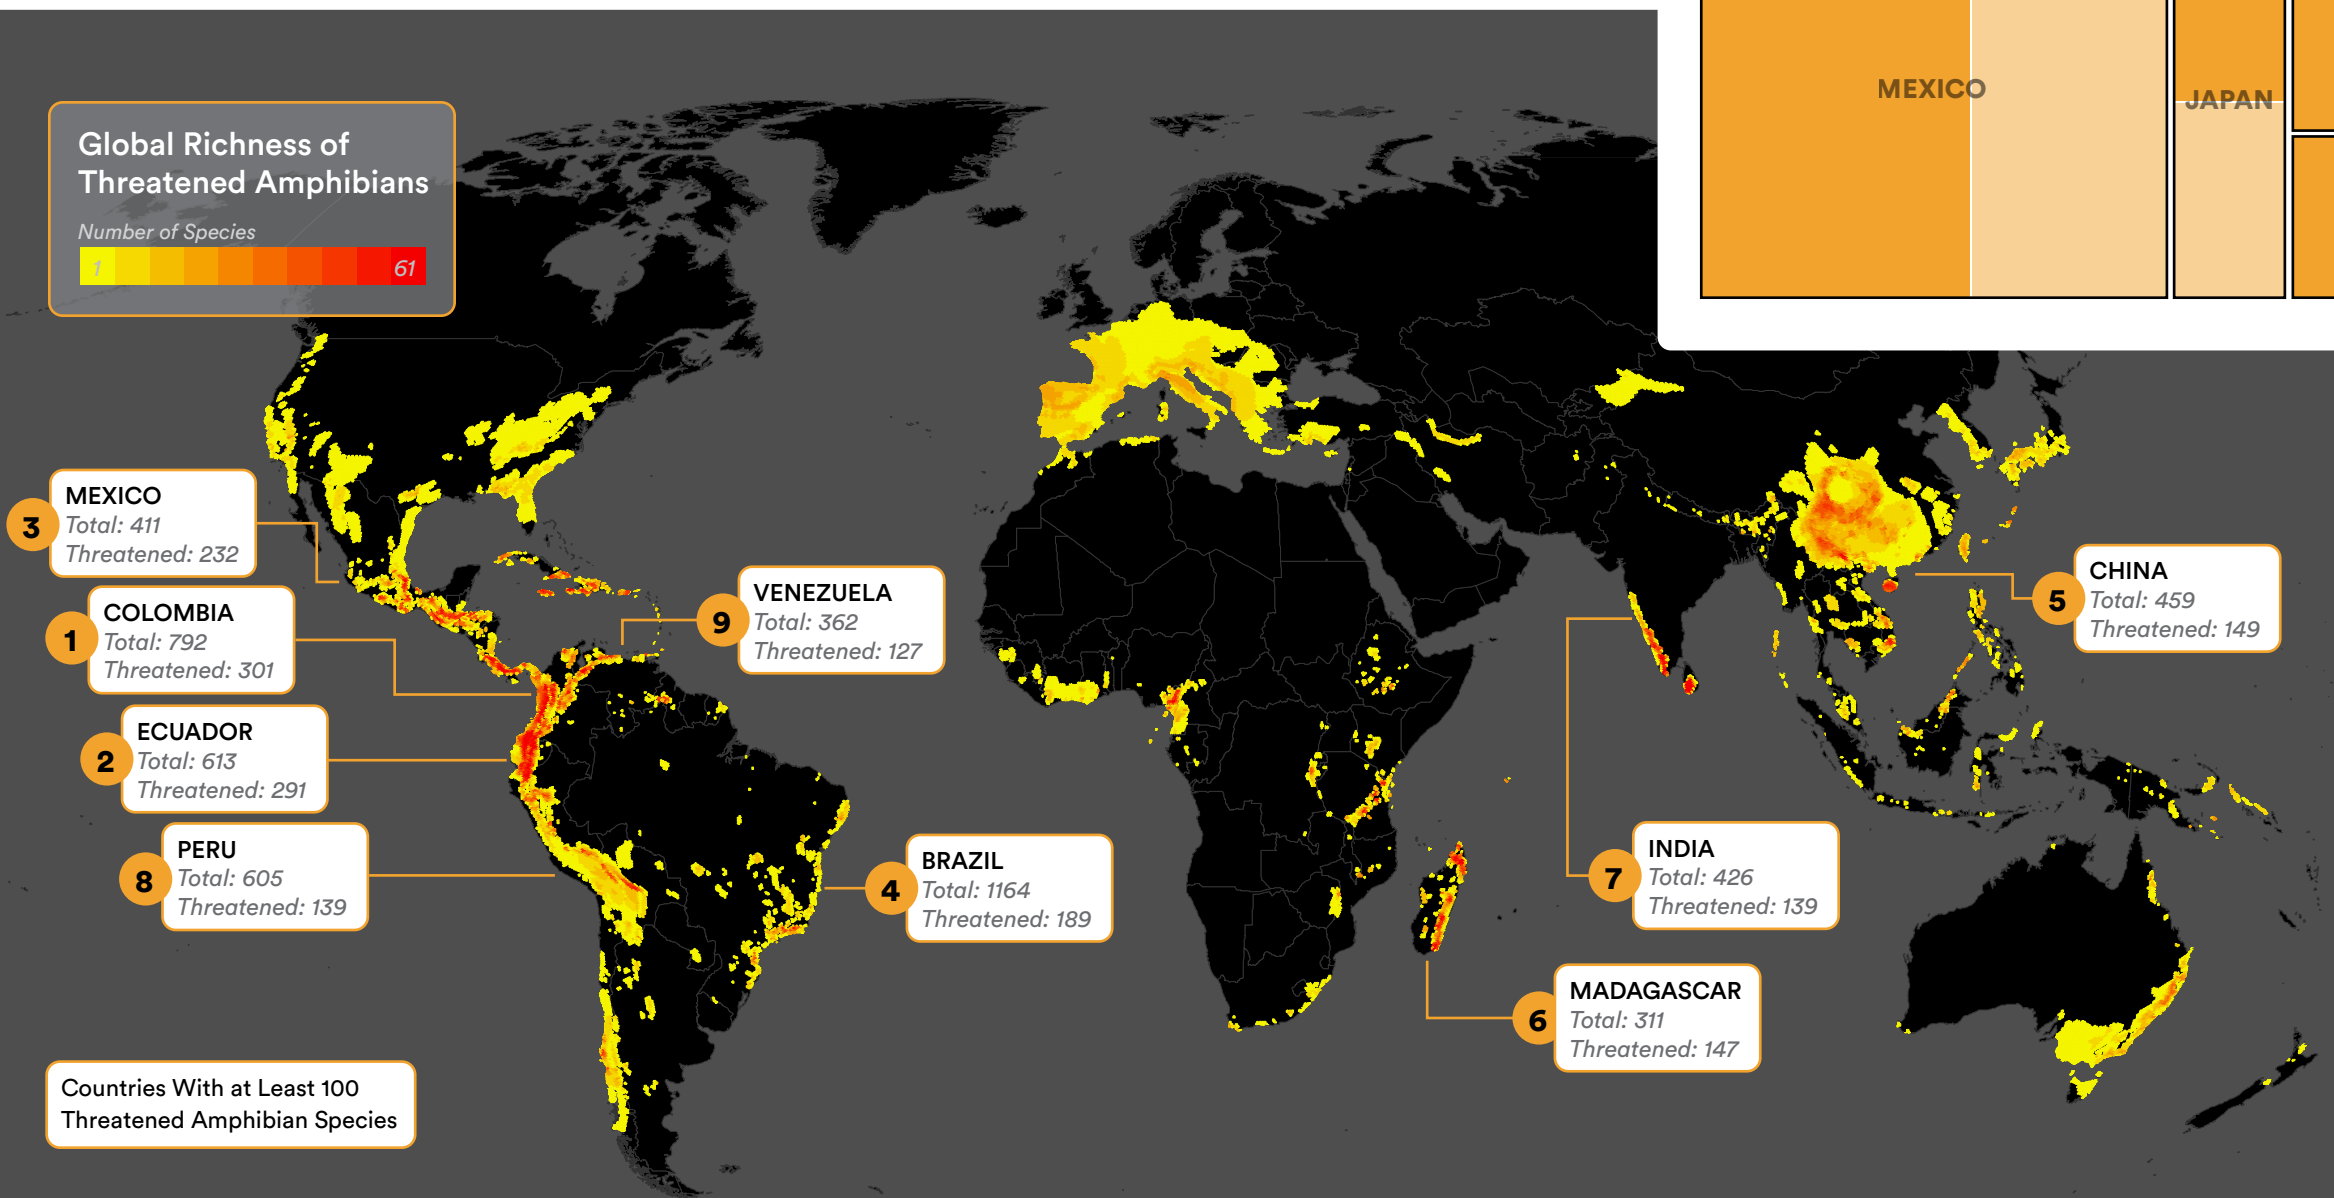 MEXICO
JAPAN
Global Richness of
Threatened Amphibians
Number of Species
1
61
3
MEXICO
Total: 411
Threatened: 232
1
COLOMBIA
Total: 792
Threatened: 301
2
ECUADOR
Total: 613
Threatened: 291
8
PERU
Total: 605
Threatened: 139
9
VENEZUELA
Total: 362
Threatened: 127
4
BRAZIL
Total: 1164
Threatened: 189
5
CHINA
Total: 459
Threatened: 149
7
INDIA
Total: 426
Threatened: 139
6
MADAGASCAR
Total: 311
Threatened: 147
Countries With at Least 100
Threatened Amphibian Species